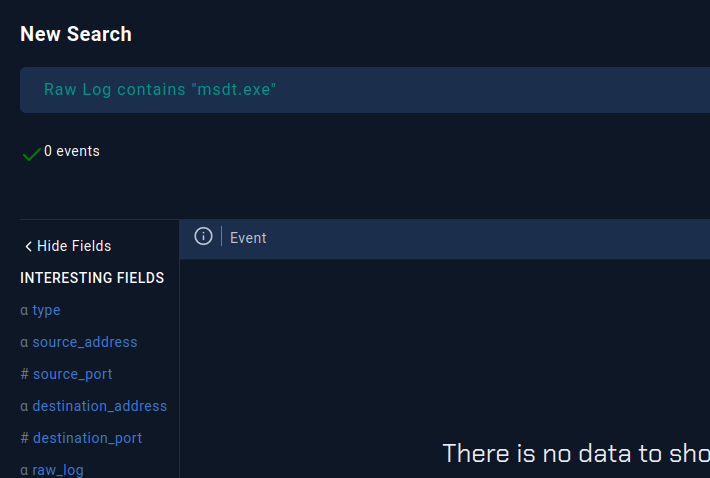 New Search
Raw Log contains "msdt.exe"
0 events
Hide Fields
Event
INTERESTING FIELDS
α type
α source_address
# source_port
α destination_address
# destination_port
There is no data to sho
α raw_log